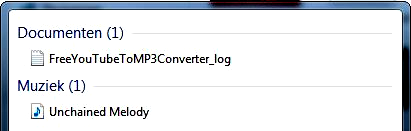 Documenten (1)
FreeYouTubeToMP3Converter_log
Muziek (1)
Unchained Melody